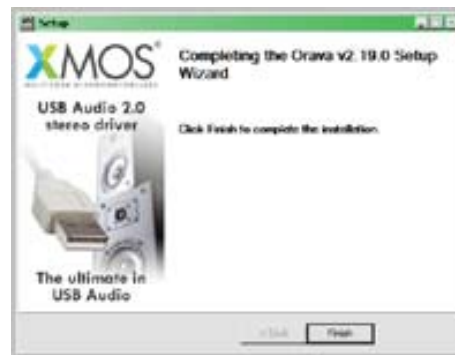 Setup
XMOS
Completing the Orava v2.19.0 Setup
Wizard
USB Audio 2.0
stereo driver
Click Finish to complete the installation.
The ultimate in
USB Audio
Finish